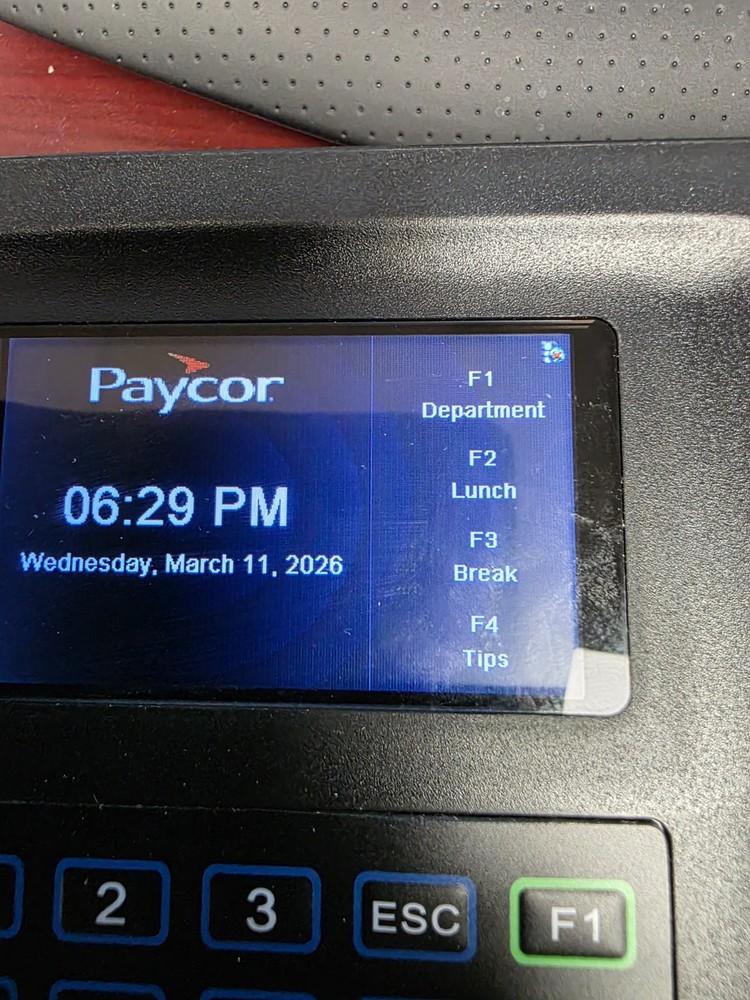 Paycor
06:29 PM
Wednesday, March 11, 2026
F1
Department
F2
Lunch
F3
Break
F4
Tips
2
3
ESC
F1